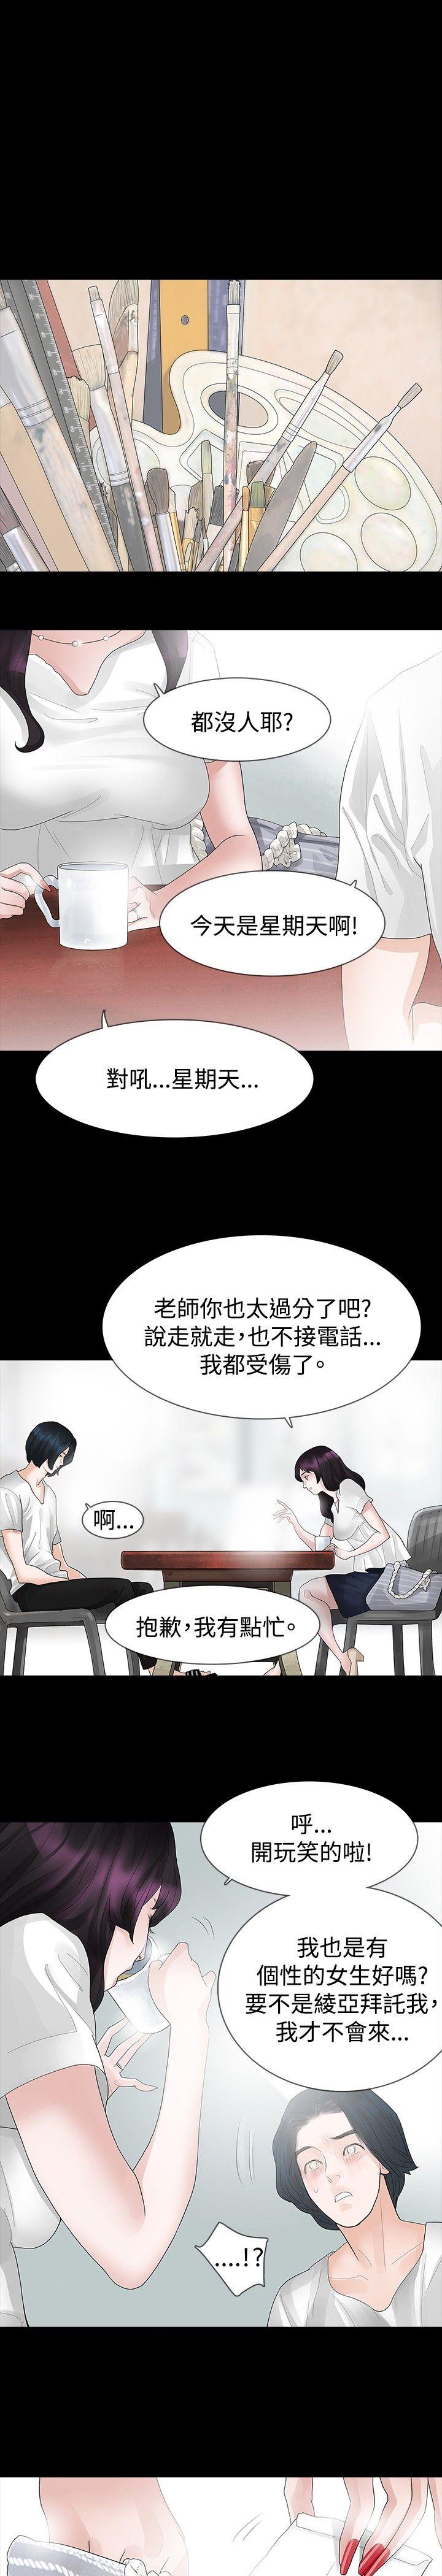 都沒人耶?
今天是星期天啊!
對吼...星期天...
老師你也太過分了吧?
說走就走,也不接電話...
我都受傷了。
啊...
抱歉,我有點忙。
呼...
開玩笑的啦!
我也是有
個性的女生好嗎?
要不是綾亞拜託我,
我才不會來...
....!?